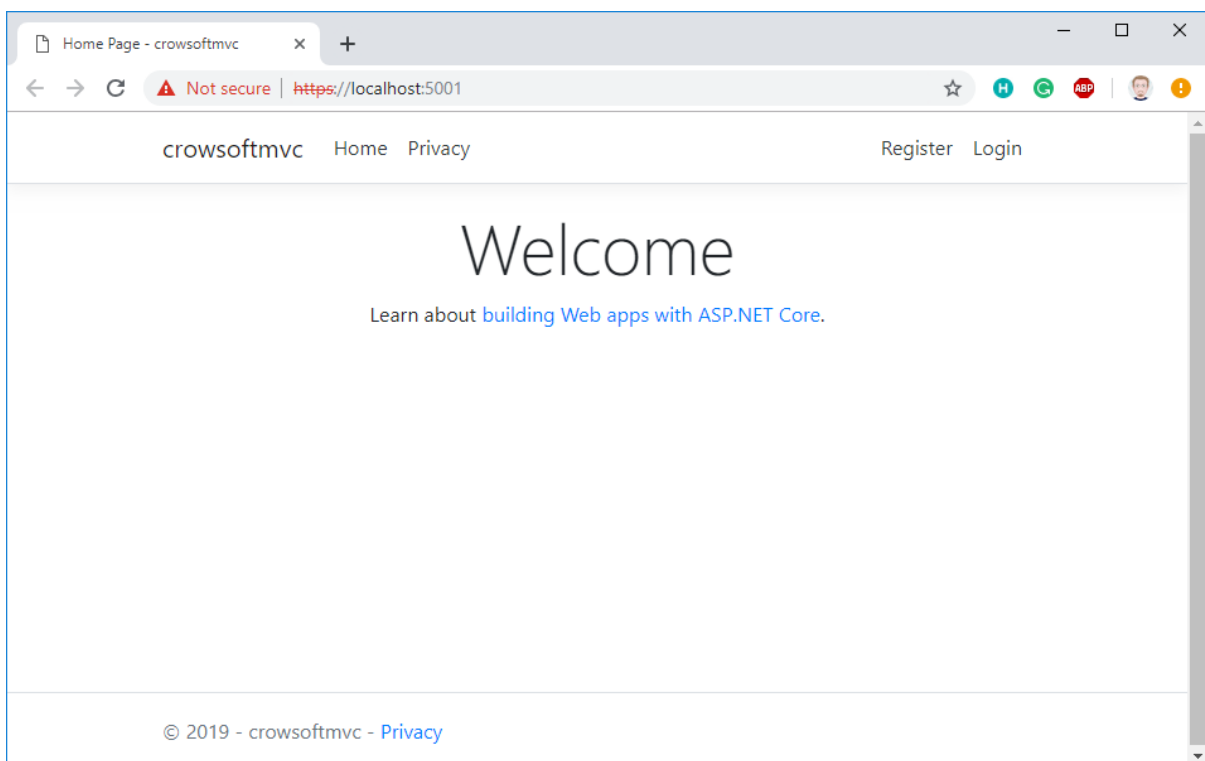 Home Page - crowsoftmvc
Not secure | https://localhost:5001
H G ABP
crowsoftmvc Home Privacy Register Login
Welcome
Learn about building Web apps with ASP.NET Core.
© 2019 - crowsoftmvc - Privacy